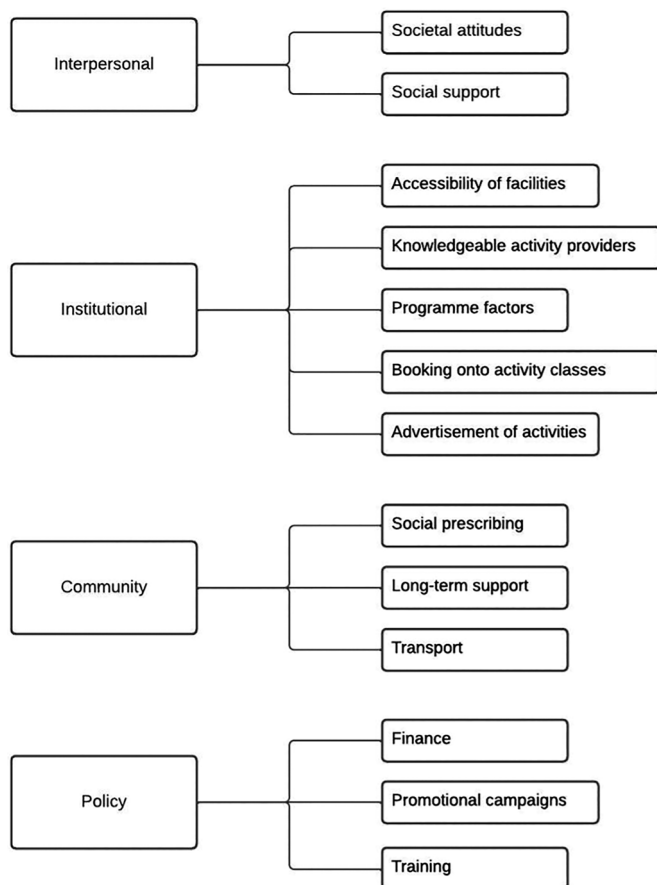 Interpersonal
Societal attitudes
Social support
Institutional
Accessibility of facilities
Knowledgeable activity providers
Programme factors
Booking onto activity classes
Advertisement of activities
Community
Social prescribing
Long-term support
Transport
Policy
Finance
Promotional campaigns
Training